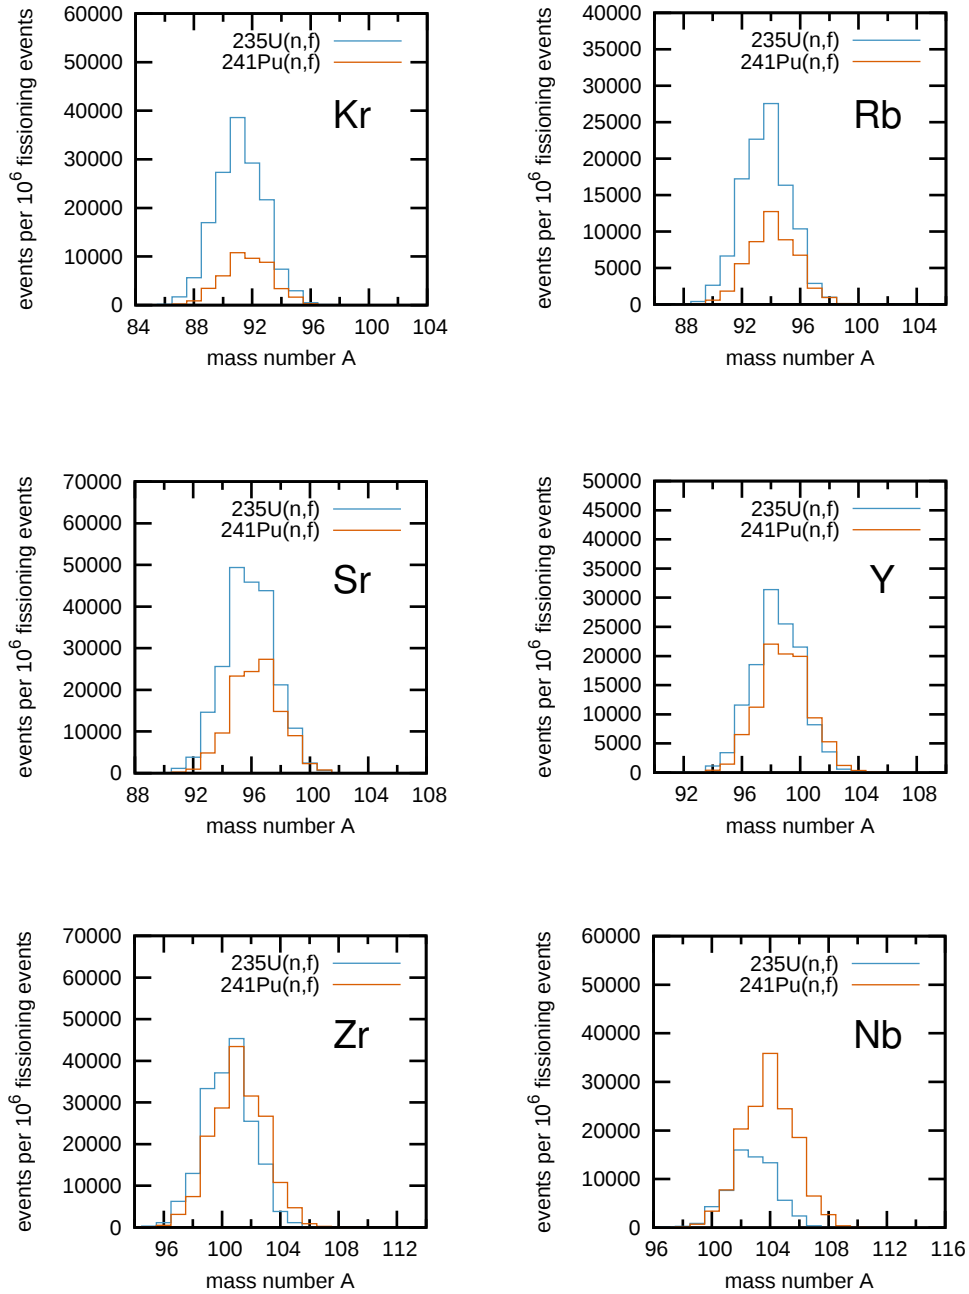 60000
50000
40000
30000
20000
10000
0
events per 10^6 fissioning events
235U(n,f)
241Pu(n,f)
Kr
84 88 92 96 100 104
mass number A
40000
35000
30000
25000
20000
15000
10000
5000
0
events per 10^6 fissioning events
235U(n,f)
241Pu(n,f)
Rb
88 92 96 100 104
mass number A
70000
60000
50000
40000
30000
20000
10000
0
events per 10^6 fissioning events
235U(n,f)
241Pu(n,f)
Sr
88 92 96 100 104 108
mass number A
50000
45000
40000
35000
30000
25000
20000
15000
10000
5000
0
events per 10^6 fissioning events
235U(n,f)
241Pu(n,f)
Y
92 96 100 104 108
mass number A
70000
60000
50000
40000
30000
20000
10000
0
events per 10^6 fissioning events
235U(n,f)
241Pu(n,f)
Zr
96 100 104 108 112
mass number A
60000
50000
40000
30000
20000
10000
0
events per 10^6 fissioning events
235U(n,f)
241Pu(n,f)
Nb
96 100 104 108 112 116
mass number A